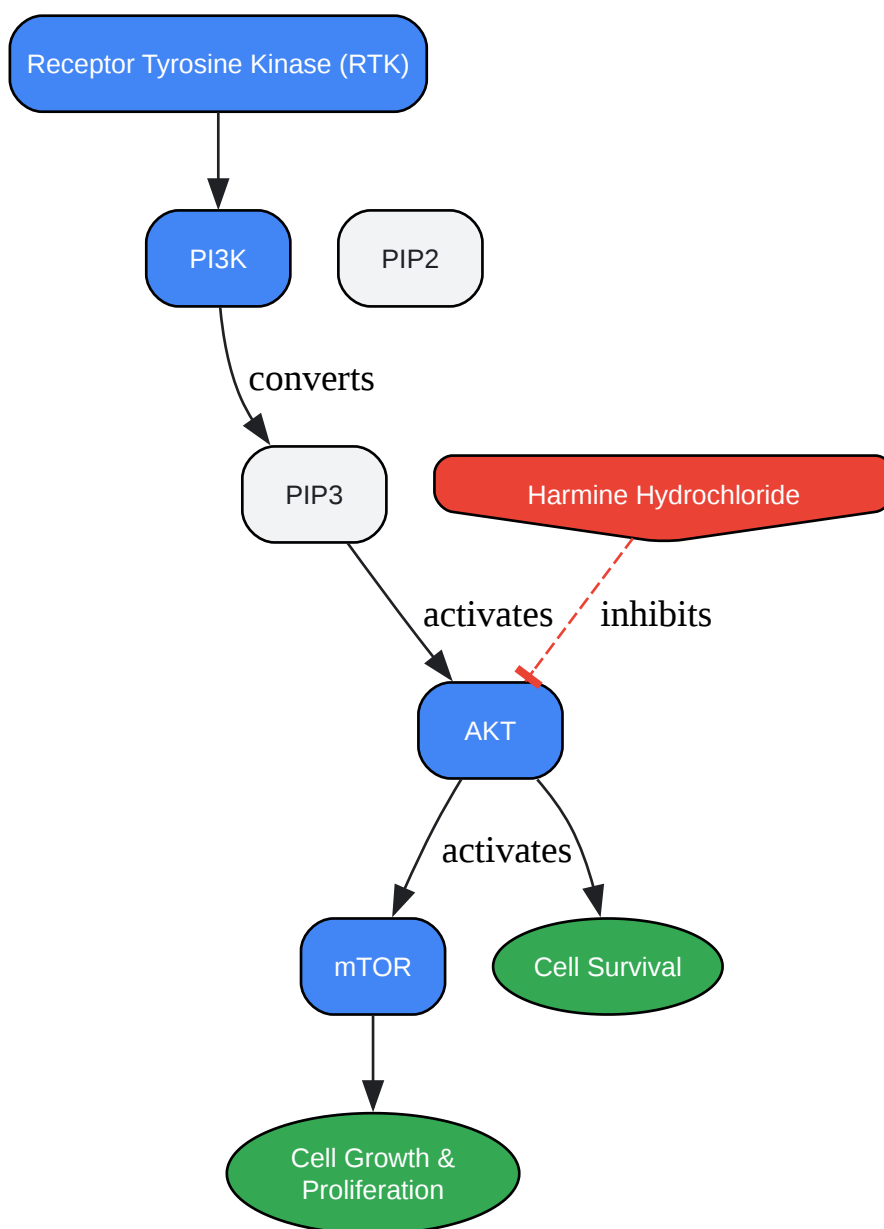 Receptor Tyrosine Kinase (RTK)
PI3K
PIP2
converts
PIP3
Harmine Hydrochloride
activates
inhibits
AKT
activates
mTOR
Cell Survival
Cell Growth &
Proliferation